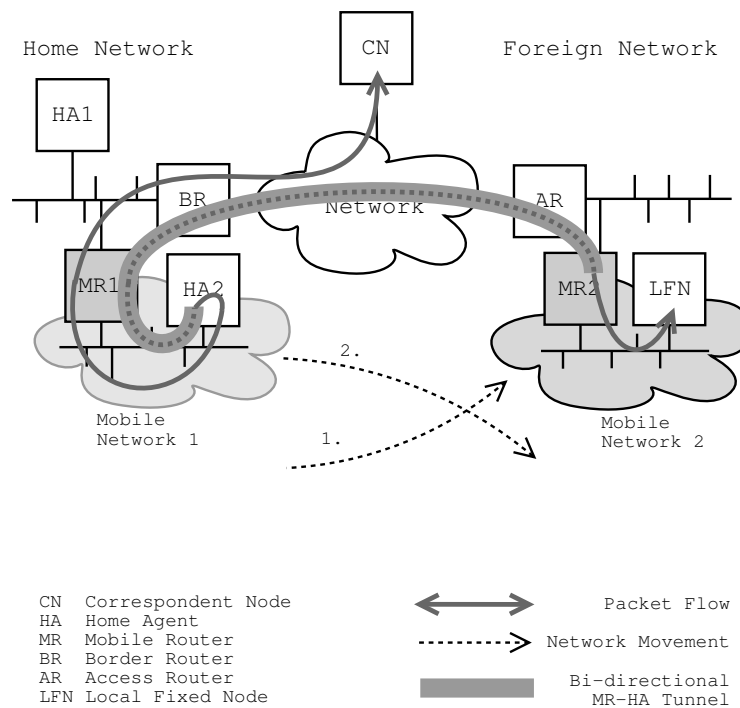 Home Network
CN
Foreign Network
HA1
BR
Network
AR
MR1
HA2
MR2
LFN
2.
Mobile
Network 1
1.
Mobile
Network 2
CN Correspondent Node
HA Home Agent
MR Mobile Router
BR Border Router
AR Access Router
LFN Local Fixed Node
Packet Flow
Network Movement
Bi-directional
MR-HA Tunnel